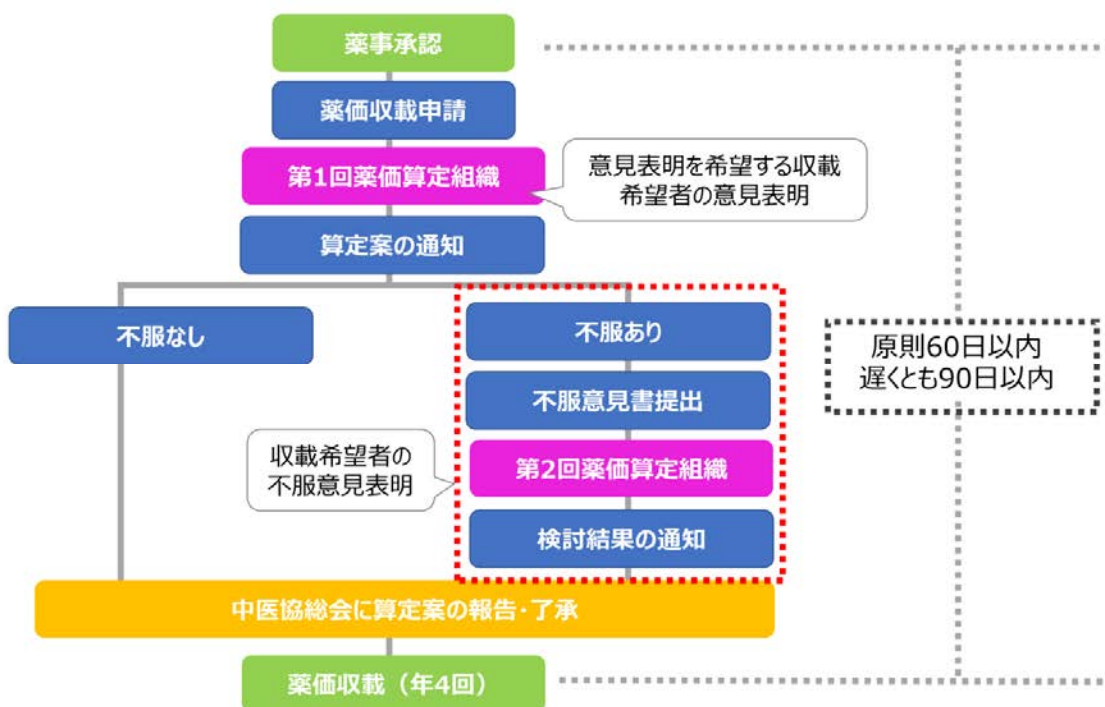 薬事承認
薬価収載申請
第1回薬価算定組織
意見表明を希望する収載
希望者の意見表明
算定案の通知
不服なし
不服あり
原則60日以内
遅くとも90日以内
不服意見書提出
収載希望者の
不服意見表明
第2回薬価算定組織
検討結果の通知
中医協総会に算定案の報告・了承
薬価収載（年4回）